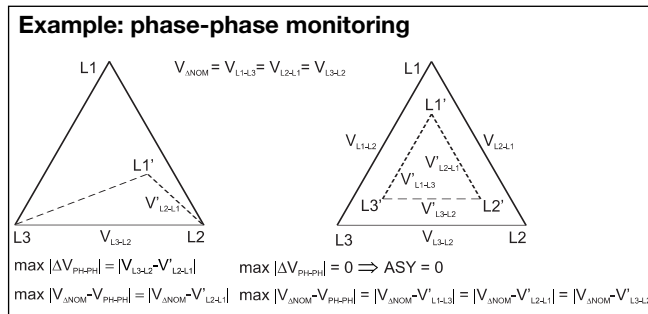 Example: phase-phase monitoring
L1
V∆NOM = VL1-L3 = VL2-L1 = VL3-L2
L1'
V'L2-L1
L3
VL3-L2
L2
L1
L1'
VL1-L2
VL2-L1
V'L2-L1
V'L1-L3
L3'
L2'
V'L3-L2
L3
VL3-L2
L2
max |∆VPH-PH| = |VL3-L2-V'L2-L1|
max |∆VPH-PH| = 0 ⇒ ASY = 0
max |V∆NOM-VPH-PH| = |V∆NOM-V'L2-L1|
max |V∆NOM-VPH-PH| = |V∆NOM-V'L1-L3| = |V∆NOM-V'L2-L1| = |V∆NOM-V'L3-L2|